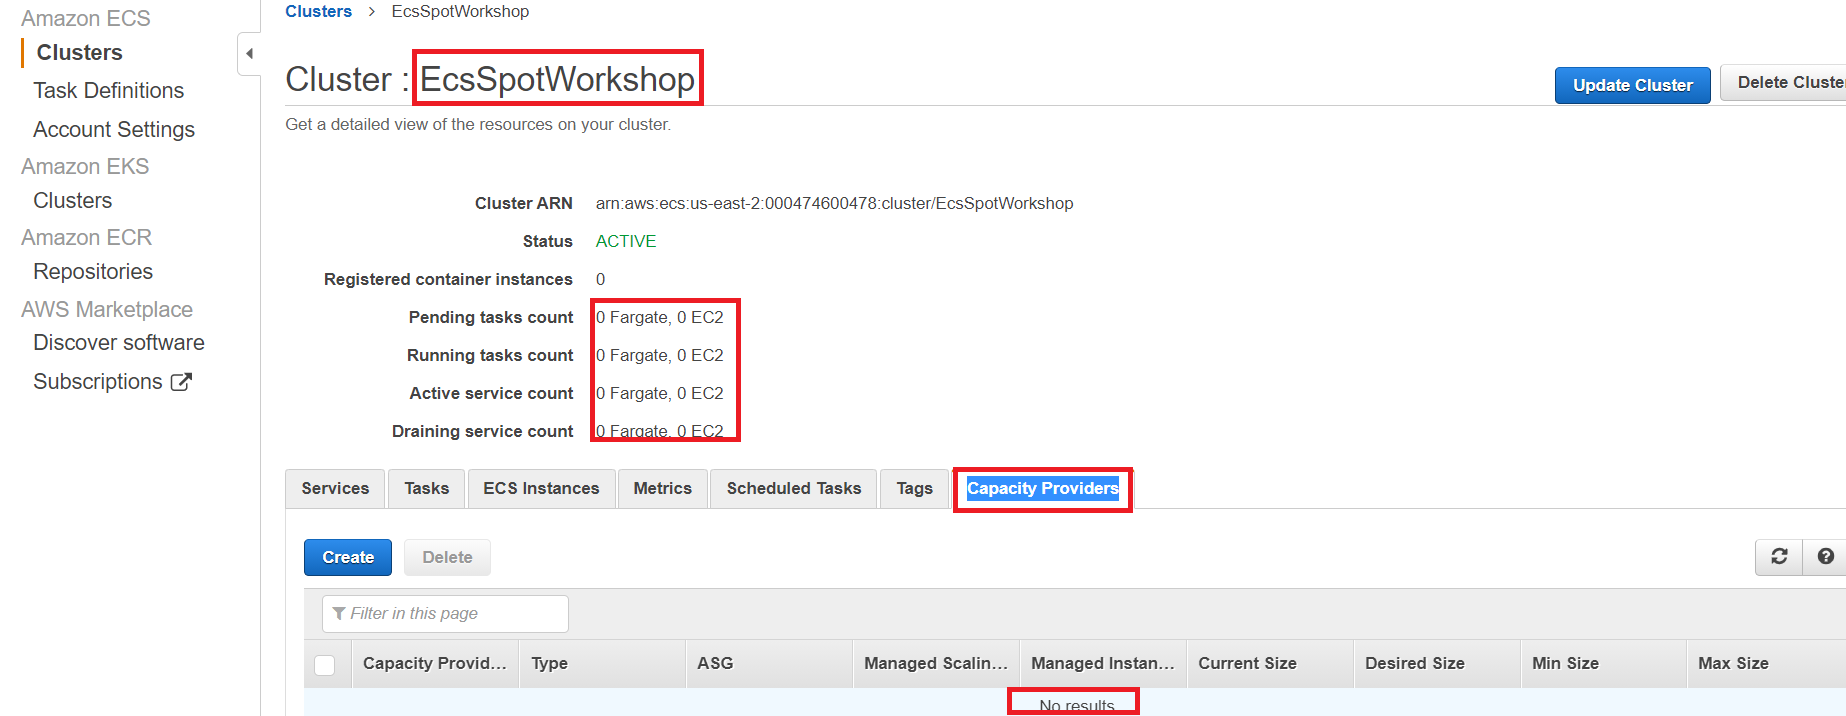 Amazon ECS
Clusters
Task Definitions
Account Settings
Amazon EKS
Clusters
Amazon ECR
Repositories
AWS Marketplace
Discover software
Subscriptions
Clusters > EcsSpotWorkshop
Cluster : EcsSpotWorkshop
Update Cluster
Delete Cluste
Get a detailed view of the resources on your cluster.
Cluster ARN arn:aws:ecs:us-east-2:000474600478:cluster/EcsSpotWorkshop
Status ACTIVE
Registered container instances 0
Pending tasks count 0 Fargate, 0 EC2
Running tasks count 0 Fargate, 0 EC2
Active service count 0 Fargate, 0 EC2
Draining service count 0 Fargate, 0 EC2
Services Tasks ECS Instances Metrics Scheduled Tasks Tags Capacity Providers
Create Delete
Filter in this page
Capacity Provid... Type ASG Managed Scalin... Managed Instan... Current Size Desired Size Min Size Max Size
No results